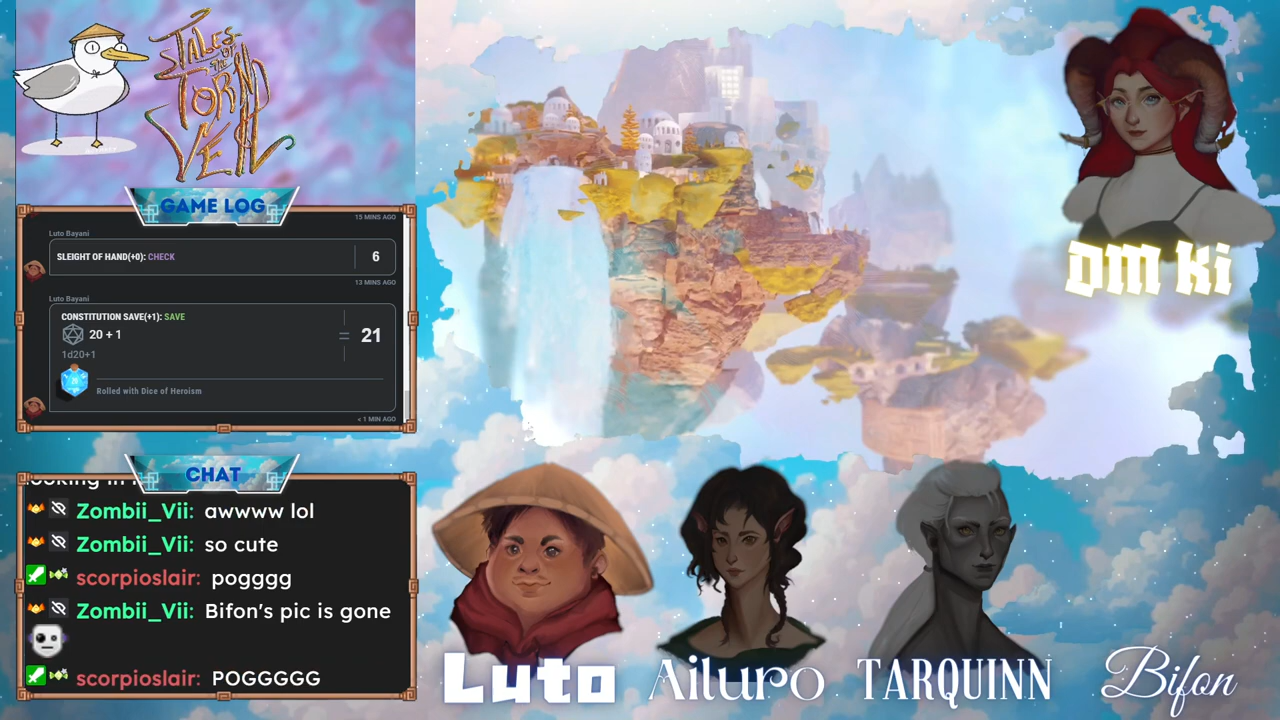 TALES
OF
THE
TORN
VEIL
GAME LOG
15 MINS AGO
Luto Bayani
SLEIGHT OF HAND(+0): CHECK
6
13 MINS AGO
Luto Bayani
CONSTITUTION SAVE(+1): SAVE
20 + 1
= 21
1d20+1
Rolled with Dice of Heroism
< 1 MIN AGO
CHAT
Zombii_Vii: awwww lol
Zombii_Vii: so cute
scorpioslair: pogggg
Zombii_Vii: Bifon's pic is gone
scorpioslair: POGGGGG
DM Ki
Luto
Ailuro
TARQUINN
Bifon